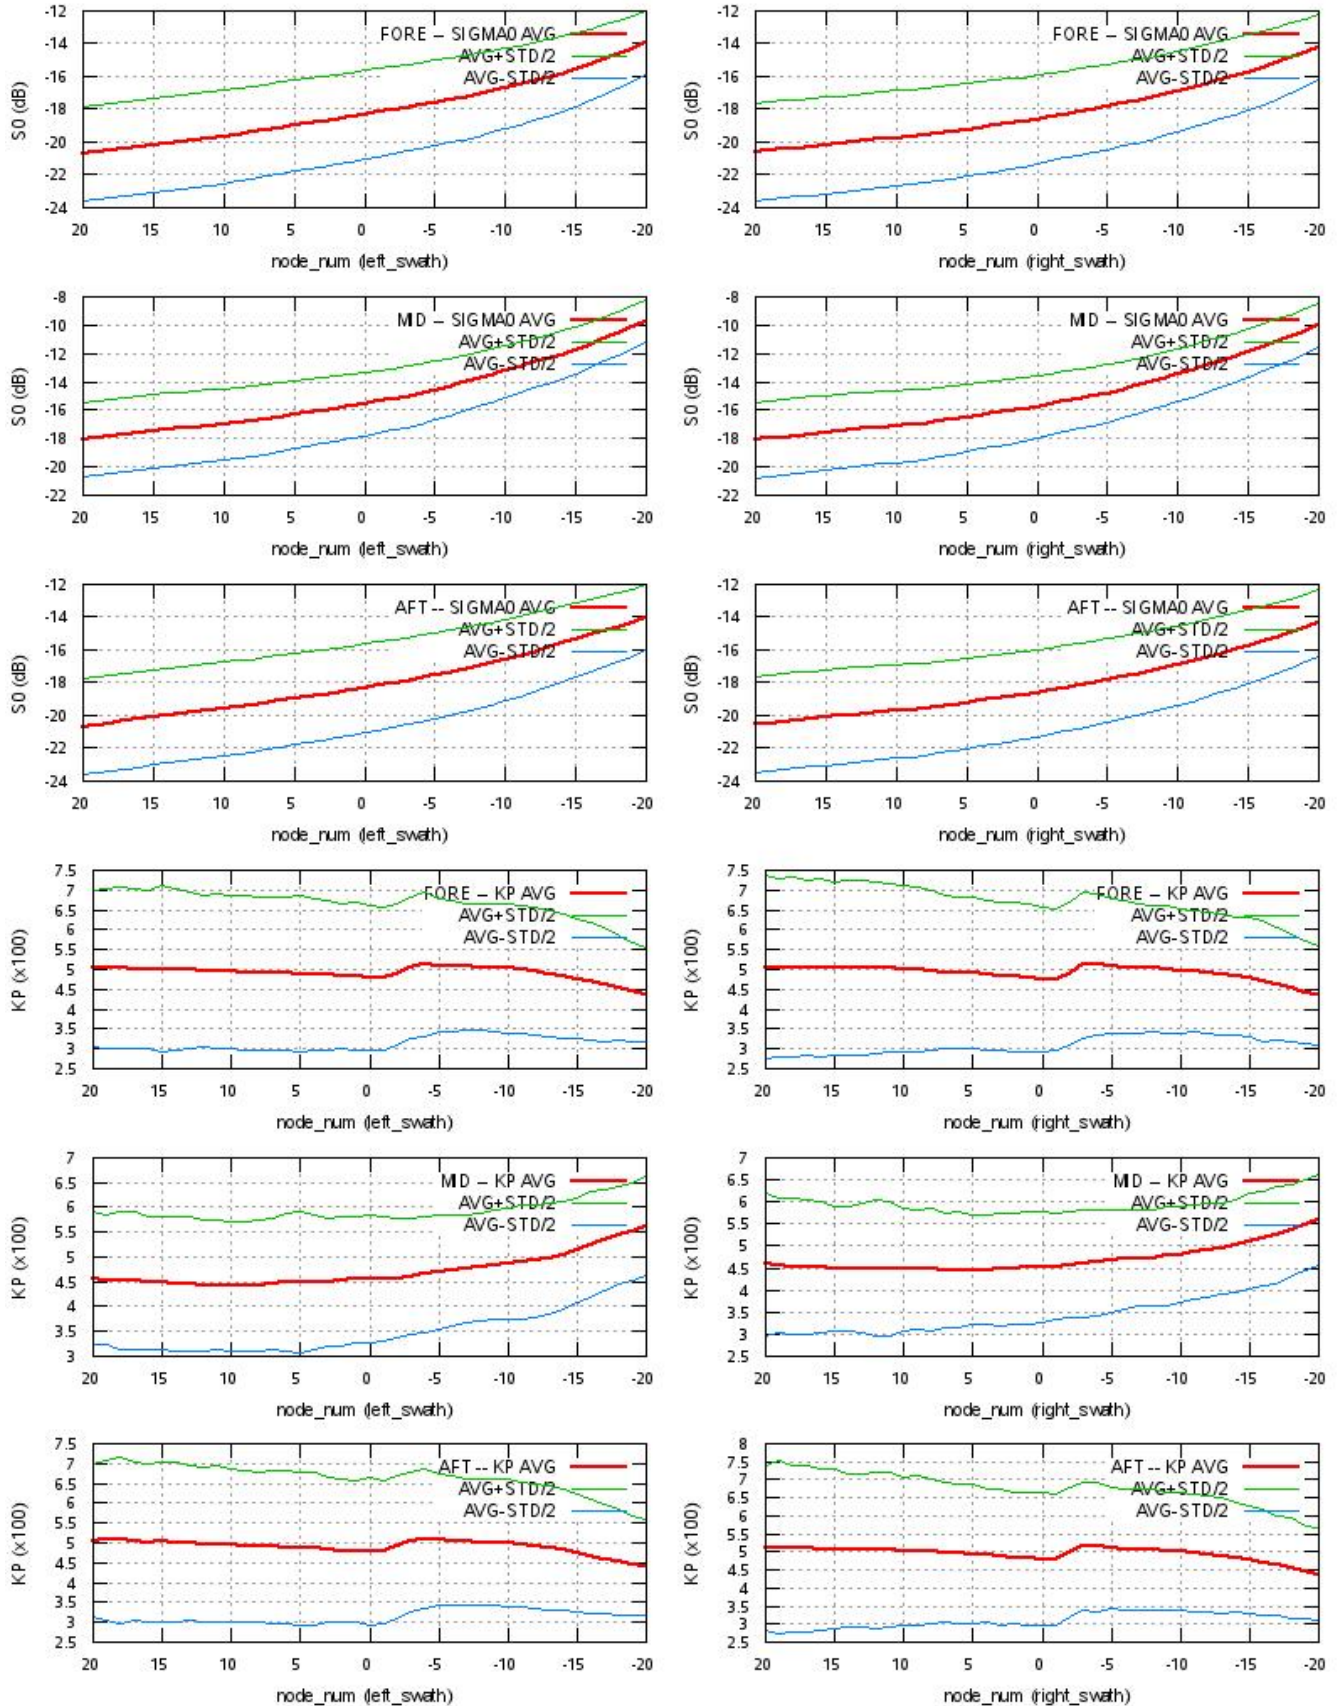 -12
-14
-16
-18
-20
-22
-24
S0 (dB)
FORE -- SIGMA0 AVG
AVG+STD/2
AVG-STD/2
20 15 10 5 0 -5 -10 -15 -20
node_num (left_swath)
-12
-14
-16
-18
-20
-22
-24
S0 (dB)
FORE -- SIGMA0 AVG
AVG+STD/2
AVG-STD/2
20 15 10 5 0 -5 -10 -15 -20
node_num (right_swath)
-8
-10
-12
-14
-16
-18
-20
-22
S0 (dB)
MID -- SIGMA0 AVG
AVG+STD/2
AVG-STD/2
20 15 10 5 0 -5 -10 -15 -20
node_num (left_swath)
-8
-10
-12
-14
-16
-18
-20
-22
S0 (dB)
MID -- SIGMA0 AVG
AVG+STD/2
AVG-STD/2
20 15 10 5 0 -5 -10 -15 -20
node_num (right_swath)
-12
-14
-16
-18
-20
-22
-24
S0 (dB)
AFT -- SIGMA0 AVG
AVG+STD/2
AVG-STD/2
20 15 10 5 0 -5 -10 -15 -20
node_num (left_swath)
-12
-14
-16
-18
-20
-22
-24
S0 (dB)
AFT -- SIGMA0 AVG
AVG+STD/2
AVG-STD/2
20 15 10 5 0 -5 -10 -15 -20
node_num (right_swath)
7.5
7
6.5
6
5.5
5
4.5
4
3.5
3
2.5
KP (x100)
FORE -- KP AVG
AVG+STD/2
AVG-STD/2
20 15 10 5 0 -5 -10 -15 -20
node_num (left_swath)
7.5
7
6.5
6
5.5
5
4.5
4
3.5
3
2.5
KP (x100)
FORE -- KP AVG
AVG+STD/2
AVG-STD/2
20 15 10 5 0 -5 -10 -15 -20
node_num (right_swath)
7
6.5
6
5.5
5
4.5
4
3.5
3
KP (x100)
MID -- KP AVG
AVG+STD/2
AVG-STD/2
20 15 10 5 0 -5 -10 -15 -20
node_num (left_swath)
7
6.5
6
5.5
5
4.5
4
3.5
3
2.5
KP (x100)
MID -- KP AVG
AVG+STD/2
AVG-STD/2
20 15 10 5 0 -5 -10 -15 -20
node_num (right_swath)
7.5
7
6.5
6
5.5
5
4.5
4
3.5
3
2.5
KP (x100)
AFT -- KP AVG
AVG+STD/2
AVG-STD/2
20 15 10 5 0 -5 -10 -15 -20
node_num (left_swath)
8
7.5
7
6.5
6
5.5
5
4.5
4
3.5
3
2.5
KP (x100)
AFT -- KP AVG
AVG+STD/2
AVG-STD/2
20 15 10 5 0 -5 -10 -15 -20
node_num (right_swath)